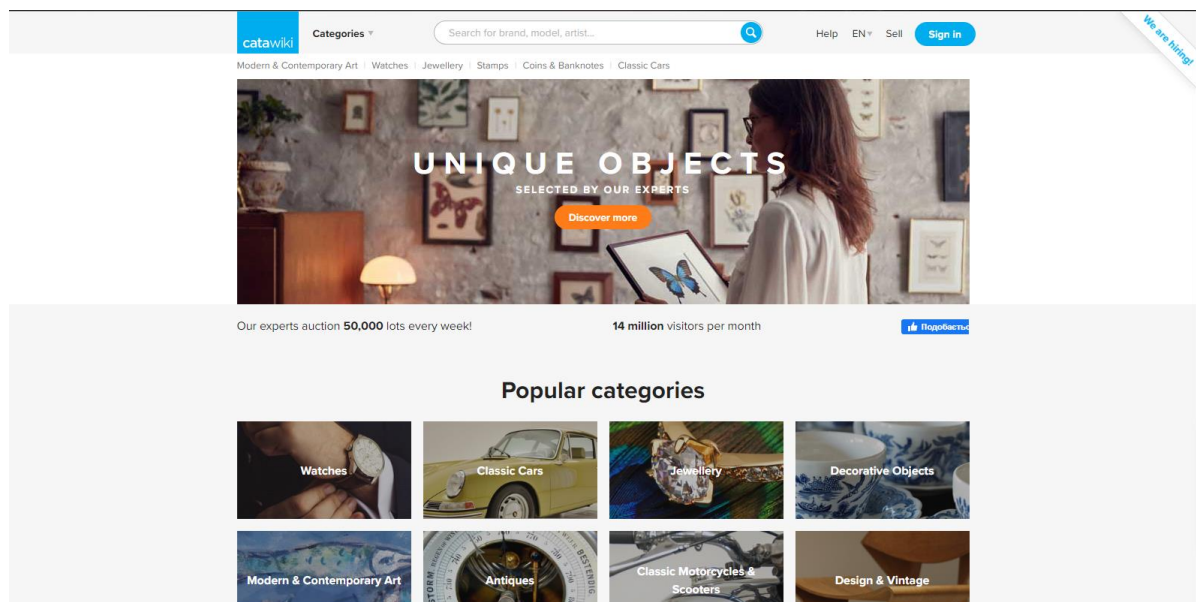 catawiki
Categories
Search for brand, model, artist...
Help
EN
Sell
Sign in
We are hiring!
Modern & Contemporary Art | Watches | Jewellery | Stamps | Coins & Banknotes | Classic Cars
UNIQUE OBJECTS
SELECTED BY OUR EXPERTS
Discover more
Our experts auction 50,000 lots every week!
14 million visitors per month
Подобаєтьс
Popular categories
Watches
Classic Cars
Jewellery
Decorative Objects
Modern & Contemporary Art
Antiques
Classic Motorcycles &
Scooters
Design & Vintage